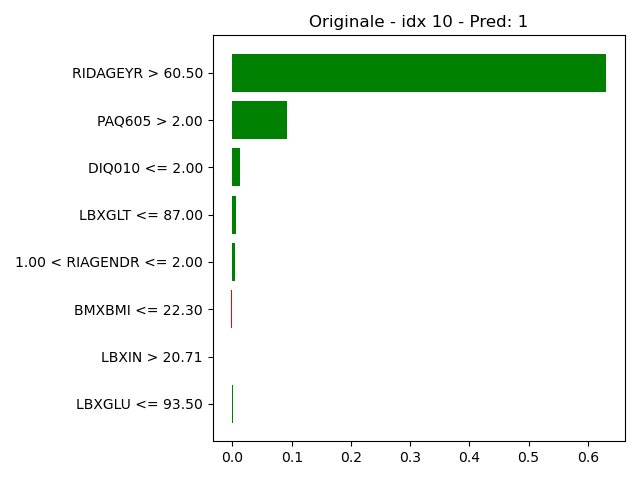 Originale - idx 10 - Pred: 1
RIDAGEYR > 60.50
PAQ605 > 2.00
DIQ010 <= 2.00
LBXGLT <= 87.00
1.00 < RIAGENDR <= 2.00
BMXBMI <= 22.30
LBXIN > 20.71
LBXGLU <= 93.50
0.0 0.1 0.2 0.3 0.4 0.5 0.6